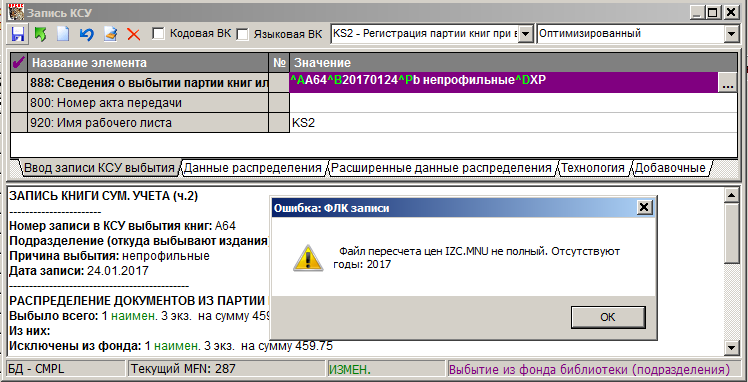 Запись КСУ
Кодовая ВК Языковая ВК KS2 - Регистрация партии книг при в Оптимизированный
Название элемента № Значение
888: Сведения о выбытии партии книг ил ^AA64^B20170124^Pb непрофильные^DХР ...
800: Номер акта передачи
920: Имя рабочего листа KS2
Ввод записи КСУ выбытия Данные распределения Расширенные данные распределения Технология Добавочные
ЗАПИСЬ КНИГИ СУМ. УЧЕТА (ч.2)
-----------------------
Номер записи в КСУ выбытия книг: А64
Подразделение (откуда выбывают издания)
Причина выбытия: непрофильные
Дата записи: 24.01.2017
---------------------------------------------
РАСПРЕДЕЛЕНИЕ ДОКУМЕНТОВ ИЗ ПАРТИИ
Выбыло всего: 1 наимен. 3 экз. на сумму 459
Из них:
Исключены из фонда: 1 наимен. 3 экз. на сумму 459.75
Ошибка: ФЛК записи
Файл пересчета цен IZC.MNU не полный. Отсутствуют
годы: 2017
OK
БД - CMPL Текущий MFN: 287 ИЗМЕН. Выбытие из фонда библиотеки (подразделения)